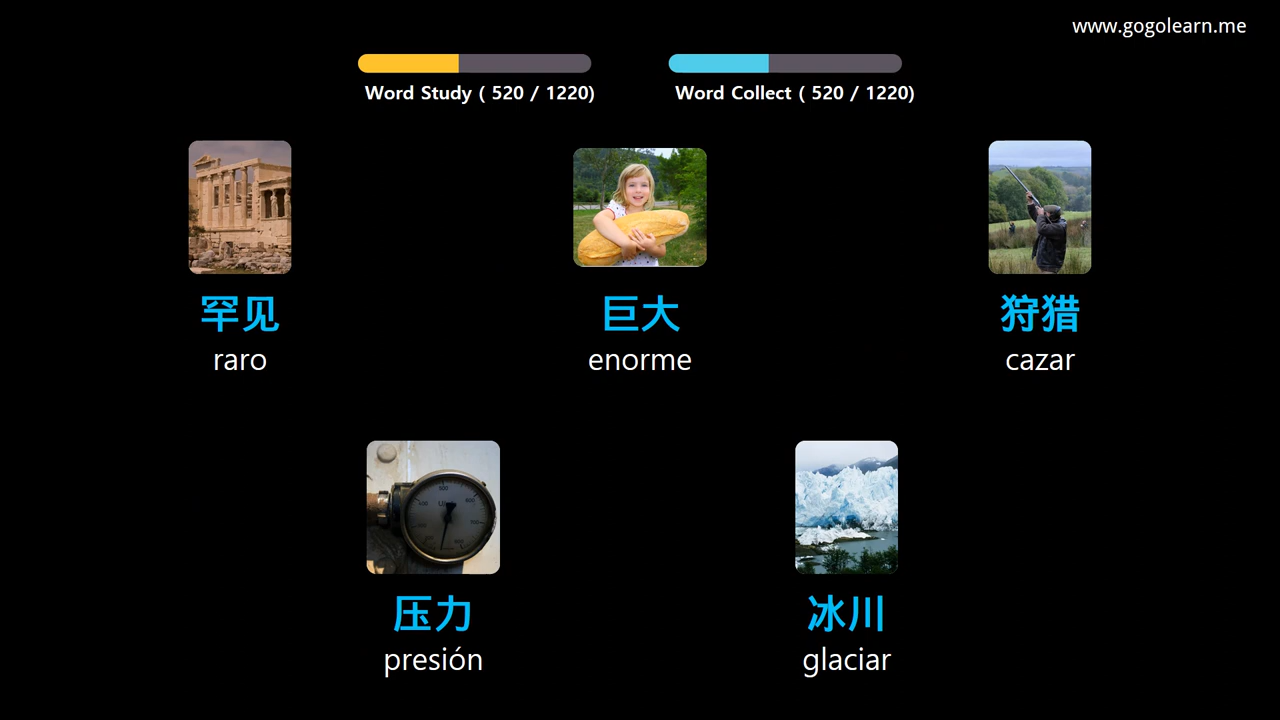 www.gogolearn.me
Word Study ( 520 / 1220)
Word Collect ( 520 / 1220)
罕见
raro
巨大
enorme
狩猎
cazar
压力
presión
冰川
glaciar